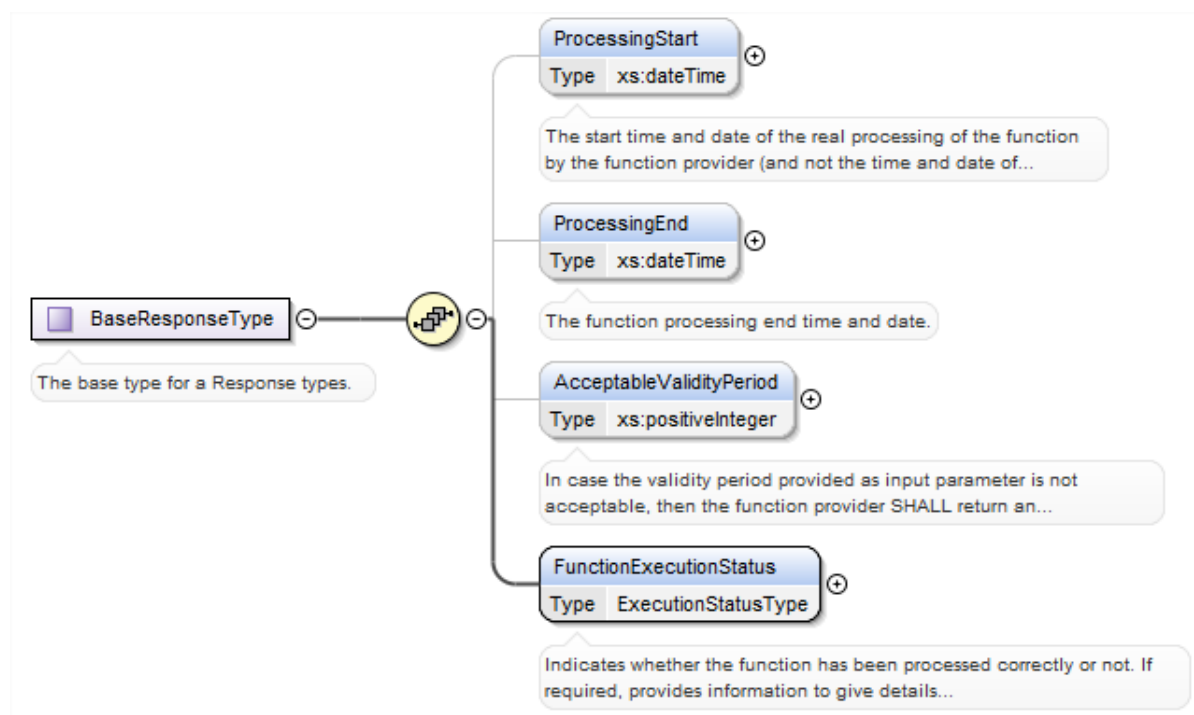 ProcessingStart
Type xs:dateTime
The start time and date of the real processing of the function
by the function provider (and not the time and date of...
ProcessingEnd
Type xs:dateTime
The function processing end time and date.
BaseResponseType
The base type for a Response types.
AcceptableValidityPeriod
Type xs:positiveInteger
In case the validity period provided as input parameter is not
acceptable, then the function provider SHALL return an...
FunctionExecutionStatus
Type ExecutionStatusType
Indicates whether the function has been processed correctly or not. If
required, provides information to give details...